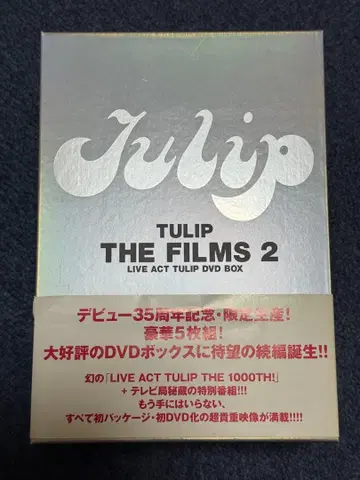 Tulip
TULIP
THE FILMS 2
LIVE ACT TULIP DVD BOX
デビュー35周年記念・限定生産!
豪華5枚組!
大好評のDVDボックスに待望の続編誕生!!
幻の「LIVE ACT TULIP THE 1000TH!」
+テレビ局秘蔵の特別番組!!!
もう手にはいらない、
すべて初パッケージ・初DVD化の超貴重映像が満載!!!!